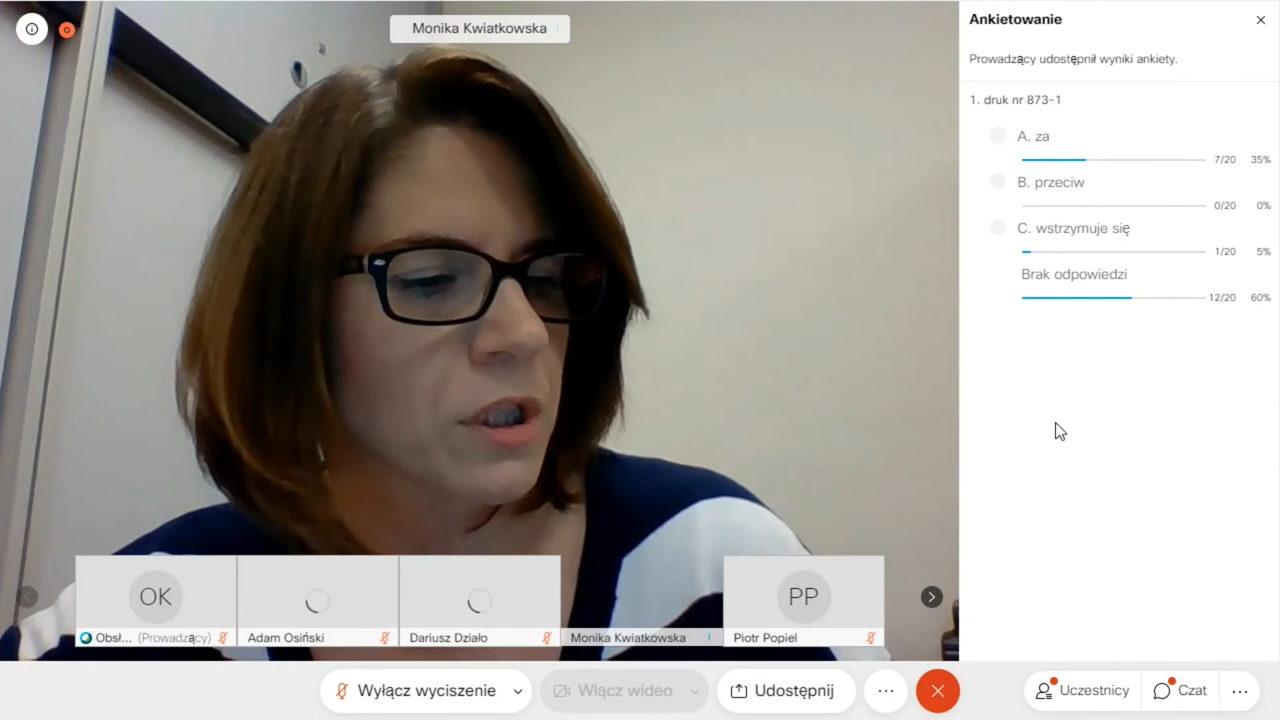 Monika Kwiatkowska
Ankietowanie
Prowadzący udostępnił wyniki ankiety.
1. druk nr 873-1
A. za
7/20 35%
B. przeciw
0/20 0%
C. wstrzymuje się
1/20 5%
Brak odpowiedzi
12/20 60%
OK
PP
Obsł... (Prowadzący)
Adam Osiński
Dariusz Działo
Monika Kwiatkowska
Piotr Popiel
Wyłącz wyciszenie
Włącz wideo
Udostępnij
Uczestnicy
Czat